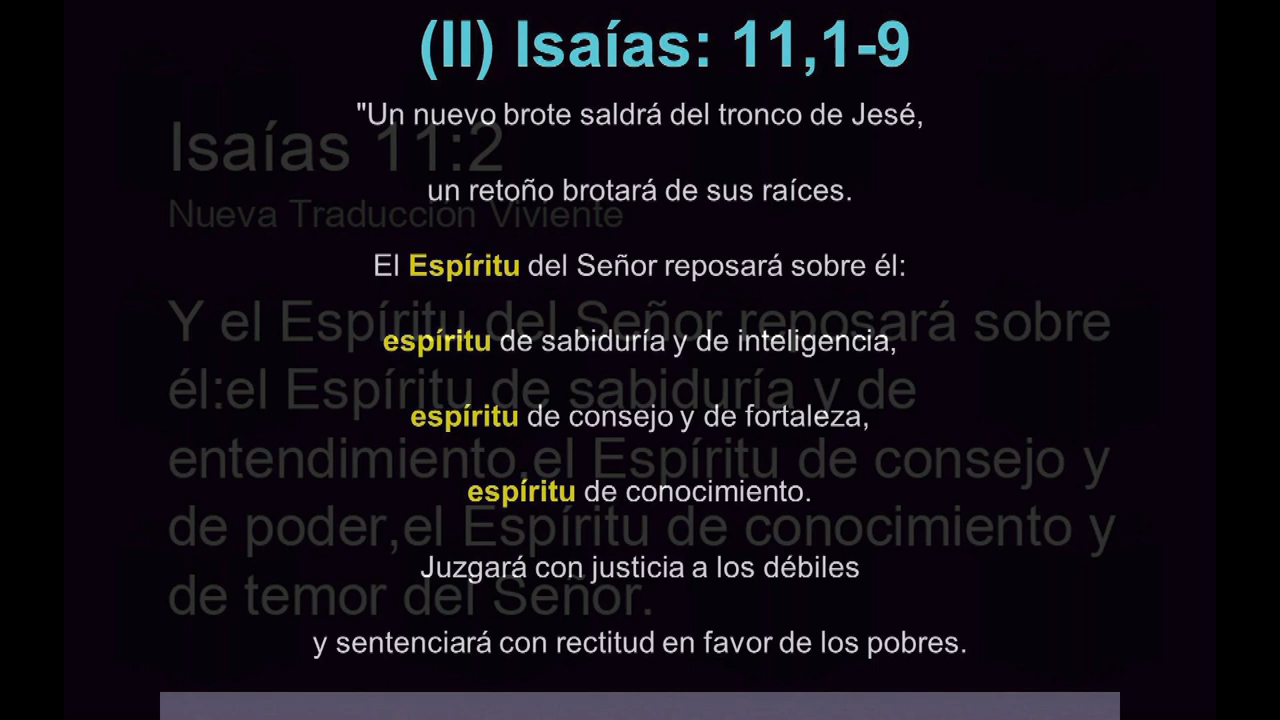 (II) Isaías: 11,1-9
"Un nuevo brote saldrá del tronco de Jesé,
un retoño brotará de sus raíces.
El Espíritu del Señor reposará sobre él:
espíritu de sabiduría y de inteligencia,
espíritu de consejo y de fortaleza,
espíritu de conocimiento.
Juzgará con justicia a los débiles
y sentenciará con rectitud en favor de los pobres.
Isaías 11:2
Nueva Traducción Viviente
Y el Espíritu del Señor reposará sobre
él:el Espíritu de sabiduría y de
entendimiento,el Espíritu de consejo y
de poder,el Espíritu de conocimiento y
de temor del Señor.